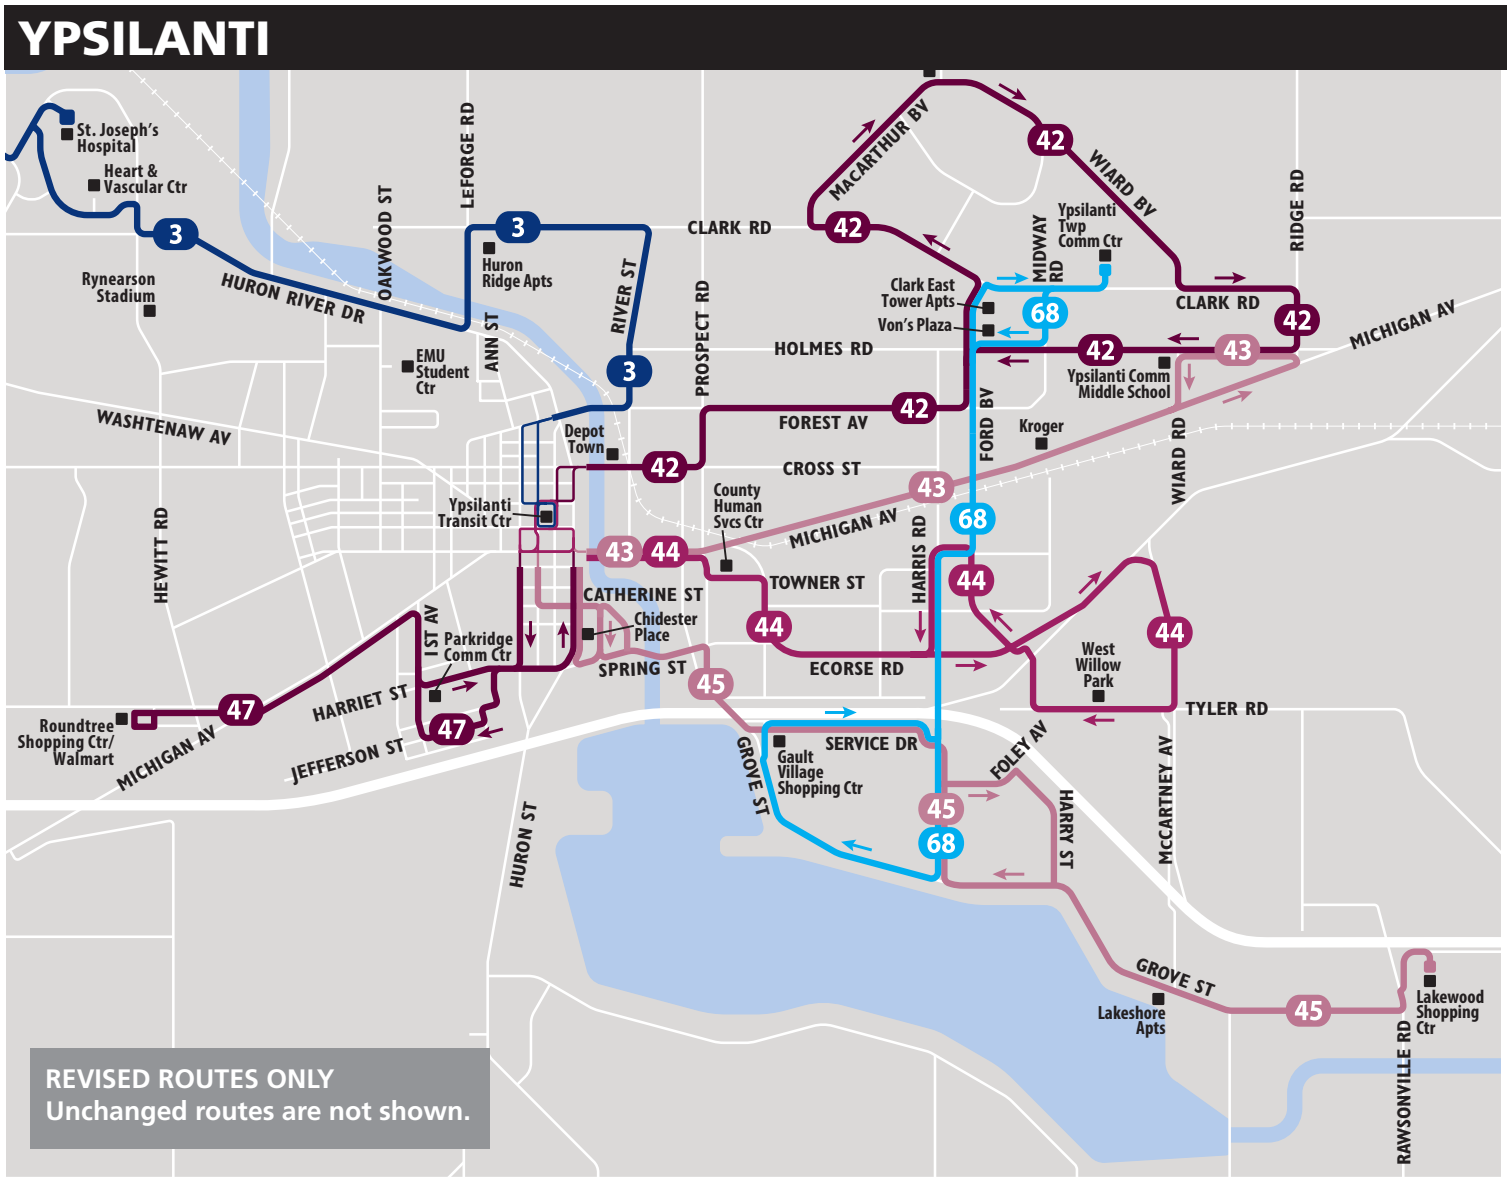 YPSILANTI
St. Joseph's
Hospital
Heart &
Vascular Ctr
3
Rynearson
Stadium
HURON RIVER DR
OAKWOOD ST
LEFORGE RD
3
Huron
Ridge Apts
ANN ST
RIVER ST
3
EMU
Student
Ctr
WASHTENAW AV
HEWITT RD
PROSPECT RD
CLARK RD
MACARTHUR BV
42
42
WIARD BV
RIDGE RD
Ypsilanti
Twp
Comm Ctr
MIDWAY
RD
Clark East
Tower Apts
Von's Plaza
68
CLARK RD
42
MICHIGAN AV
HOLMES RD
42
43
Ypsilanti Comm
Middle School
FOREST AV
42
FORD BV
Kroger
WIARD RD
Depot
Town
42
CROSS ST
Ypsilanti
Transit Ctr
County
Human
Svcs Ctr
43
MICHIGAN AV
68
HARRIS RD
43
44
TOWNER ST
44
CATHERINE ST
Chidester
Place
SPRING ST
44
ECORSE RD
44
West
Willow
Park
TYLER RD
1ST AV
Parkridge
Comm Ctr
HARRIET ST
47
47
Roundtree
Shopping Ctr/
Walmart
MICHIGAN AV
JEFFERSON ST
HURON ST
45
GROVE ST
SERVICE DR
Gault
Village
Shopping Ctr
FOLEY AV
HARRY ST
McCARTNEY AV
45
68
GROVE ST
Lakeshore
Apts
45
Lakewood
Shopping
Ctr
RAWSONVILLE RD
REVISED ROUTES ONLY
Unchanged routes are not shown.